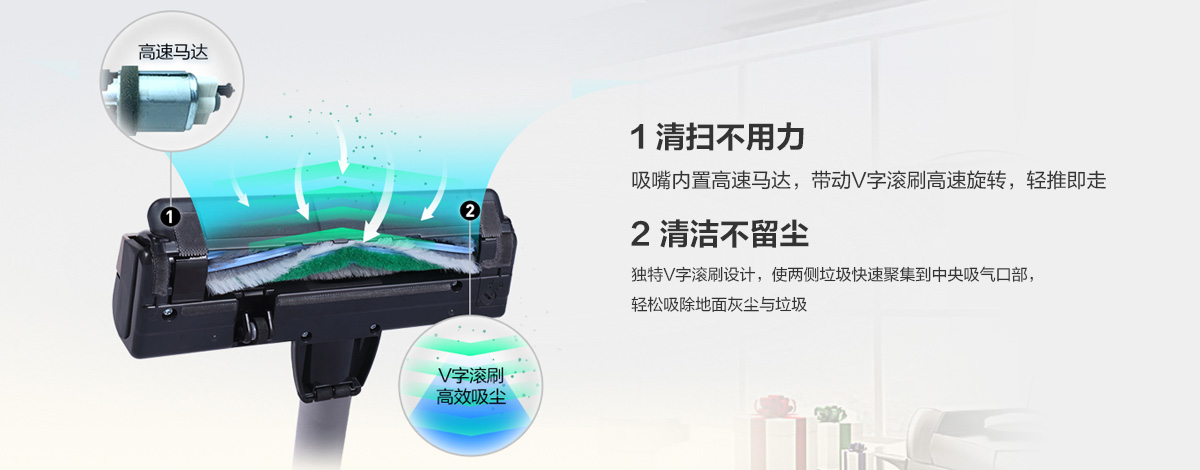 高速马达
1
2
V字滚刷
高效吸尘
1 清扫不用力
吸嘴内置高速马达，带动V字滚刷高速旋转，轻推即走
2 清洁不留尘
独特V字滚刷设计，使两侧垃圾快速聚集到中央吸气口部，
轻松吸除地面灰尘与垃圾